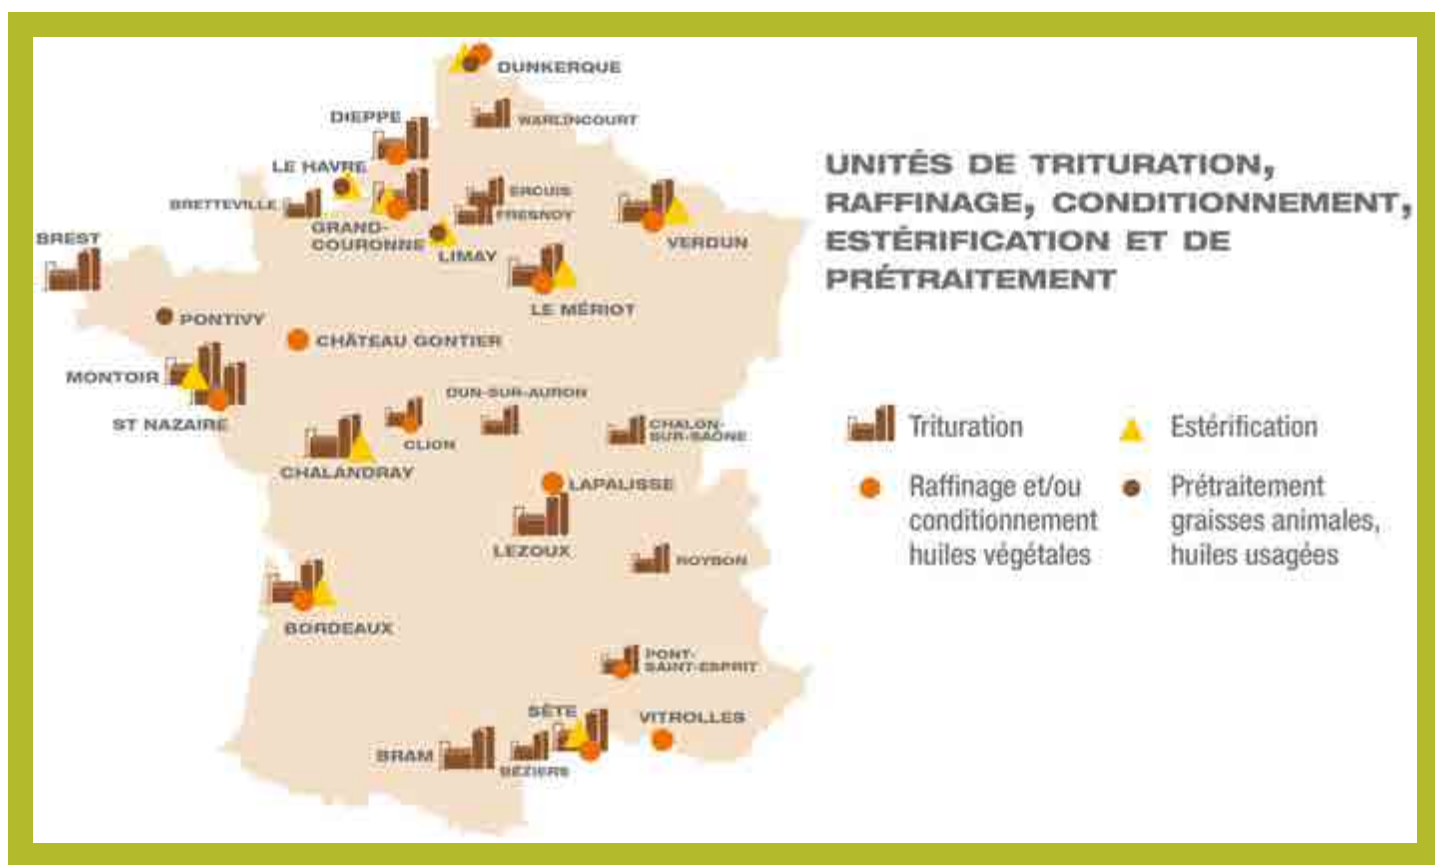 DUNKERQUE
WARLINCOURT
DIEPPE
LE HAVRE
BRETTEVILLE
GRAND-
COURONNE
ERCUIS
FRESNOY
LIMAY
VERDUN
BREST
LE MÉRIOT
PONTIVY
CHÂTEAU GONTIER
MONTOIR
ST NAZAIRE
DUN-SUR-AURON
CLION
CHALON-
SUR-SAÔNE
CHALANDRAY
LAPALISSE
LEZOUX
ROYBON
BORDEAUX
PONT-
SAINT-ESPRIT
SÈTE
VITROLLES
BRAM
BÉZIERS
UNITÉS DE TRITURATION,
RAFFINAGE, CONDITIONNEMENT,
ESTÉRIFICATION ET DE
PRÉTRAITEMENT
Trituration
Estérification
Raffinage et/ou
conditionnement
huiles végétales
Prétraitement
graisses animales,
huiles usagées